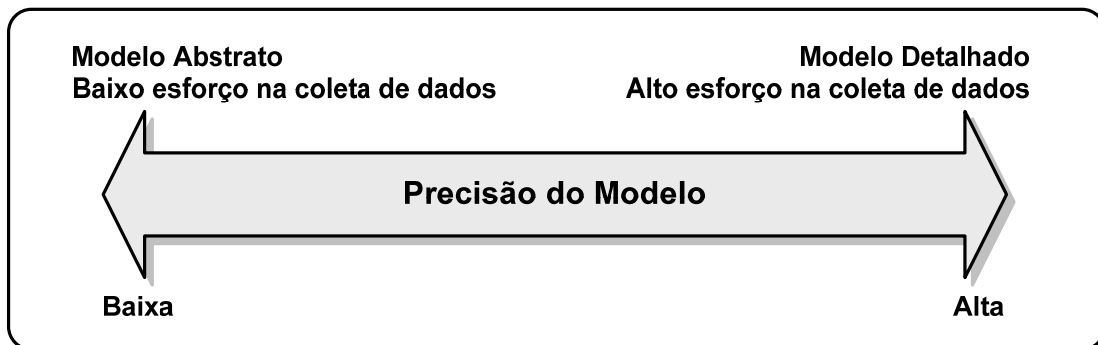 Modelo Abstrato
Baixo esforço na coleta de dados
Modelo Detalhado
Alto esforço na coleta de dados
Precisão do Modelo
Baixa
Alta